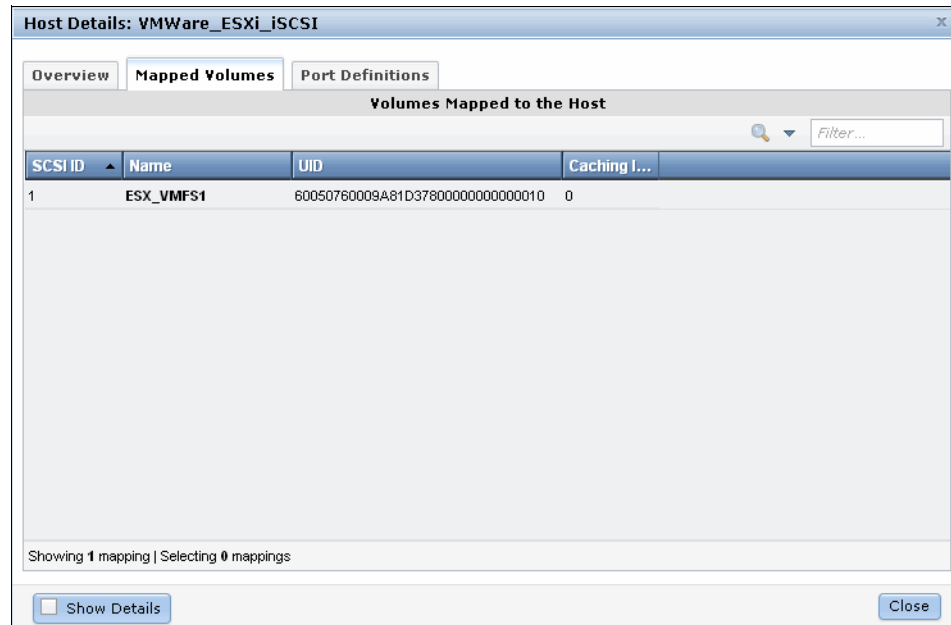 Host Details: VMWare_ESXi_iSCSI x
Overview Mapped Volumes Port Definitions
Volumes Mapped to the Host
Filter...
SCSI ID Name UID Caching I...
1 ESX_VMFS1 60050760009A81D37800000000000010 0
Showing 1 mapping | Selecting 0 mappings
Show Details Close